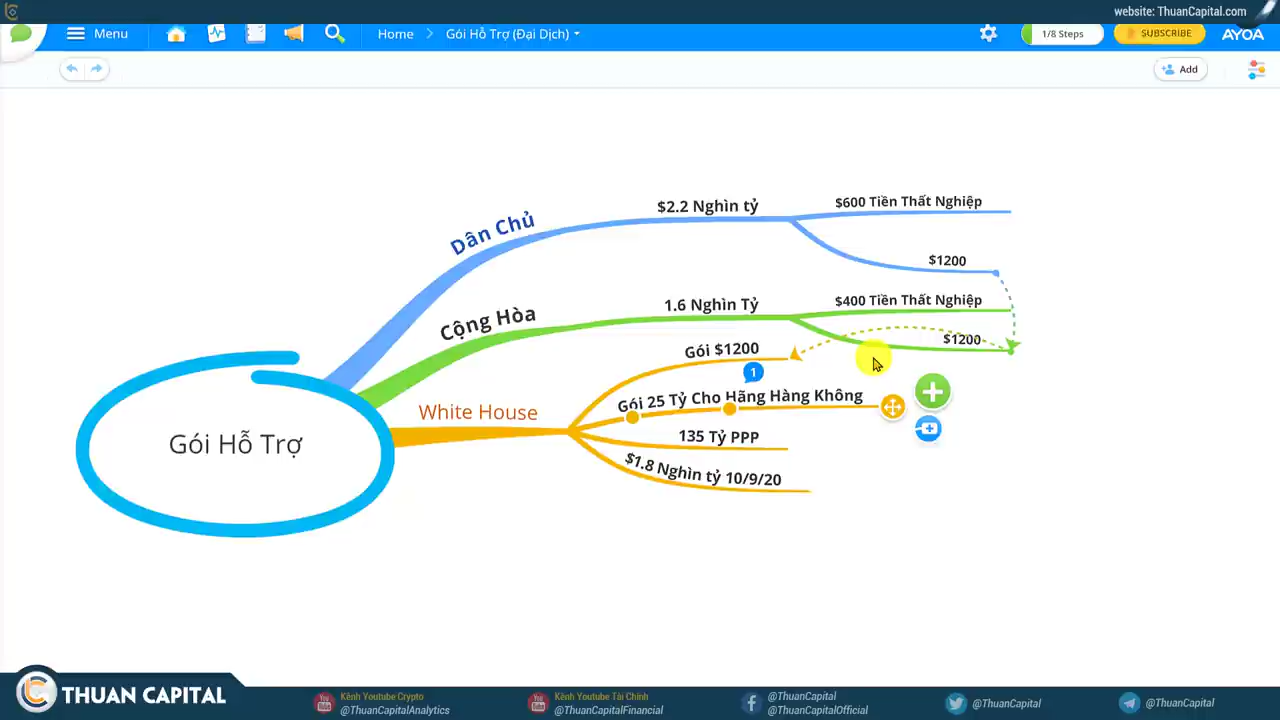 website: ThuanCapital.com
Menu
Home
Gói Hỗ Trợ (Đại Dịch)
1/8 Steps
SUBSCRIBE
AYOA
Add
Dân Chủ
$2.2 Nghìn tỷ
$600 Tiền Thất Nghiệp
$1200
Cộng Hòa
1.6 Nghìn Tỷ
$400 Tiền Thất Nghiệp
$1200
White House
Gói $1200
1
Gói 25 Tỷ Cho Hãng Hàng Không
135 Tỷ PPP
$1.8 Nghìn tỷ 10/9/20
Gói Hỗ Trợ
THUAN CAPITAL
Kênh Youtube Crypto
@ThuanCapitalAnalytics
Kênh Youtube Tài Chính
@ThuanCapitalFinancial
@ThuanCapital
@ThuanCapitalOfficial
@ThuanCapital
@ThuanCapital